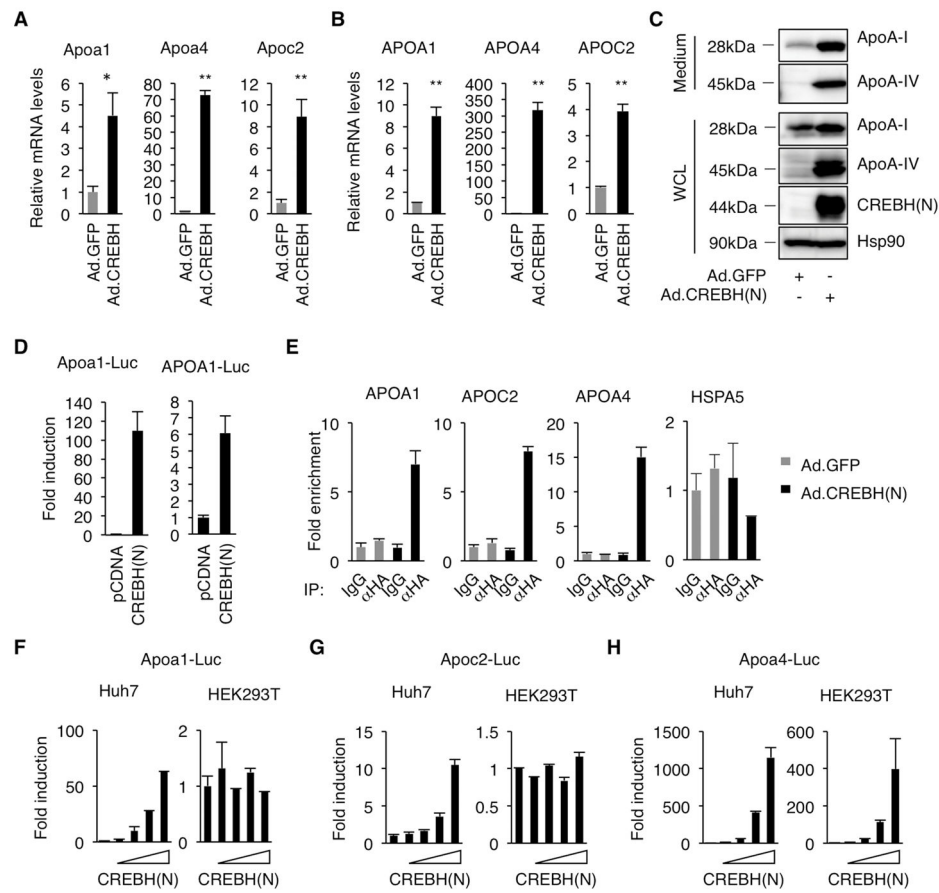 A
Apoa1
Apoa4
Apoc2
Relative mRNA levels
6
5
4
3
2
1
0
*
80
70
60
50
40
30
20
10
0
**
12
10
8
6
4
2
0
**
Ad.GFP
Ad.CREBH
Ad.GFP
Ad.CREBH
Ad.GFP
Ad.CREBH
B
APOA1
APOA4
APOC2
Relative mRNA levels
12
10
8
6
4
2
0
**
400
350
300
250
200
150
100
50
0
**
5
4
3
2
1
0
**
Ad.GFP
Ad.CREBH
Ad.GFP
Ad.CREBH
Ad.GFP
Ad.CREBH
C
Medium
28kDa
ApoA-I
45kDa
ApoA-IV
WCL
28kDa
ApoA-I
45kDa
ApoA-IV
44kDa
CREBH(N)
90kDa
Hsp90
Ad.GFP + -
Ad.CREBH(N) - +
D
Apoa1-Luc
APOA1-Luc
Fold induction
140
120
100
80
60
40
20
0
8
7
6
5
4
3
2
1
0
pCDNA
CREBH(N)
pCDNA
CREBH(N)
E
APOA1
APOC2
APOA4
HSPA5
Fold enrichment
10
5
0
10
5
0
20
15
10
5
0
2
1
0
IP:
IgG
αHA
IgG
αHA
IgG
αHA
IgG
αHA
IgG
αHA
IgG
αHA
IgG
αHA
IgG
αHA
Ad.GFP
Ad.CREBH(N)
F
Apoa1-Luc
Huh7
HEK293T
Fold induction
100
50
0
2
1
0
CREBH(N)
CREBH(N)
G
Apoc2-Luc
Huh7
HEK293T
Fold induction
15
10
5
0
1.5
1
0.5
0
CREBH(N)
CREBH(N)
H
Apoa4-Luc
Huh7
HEK293T
Fold induction
1500
1000
500
0
600
400
200
0
CREBH(N)
CREBH(N)